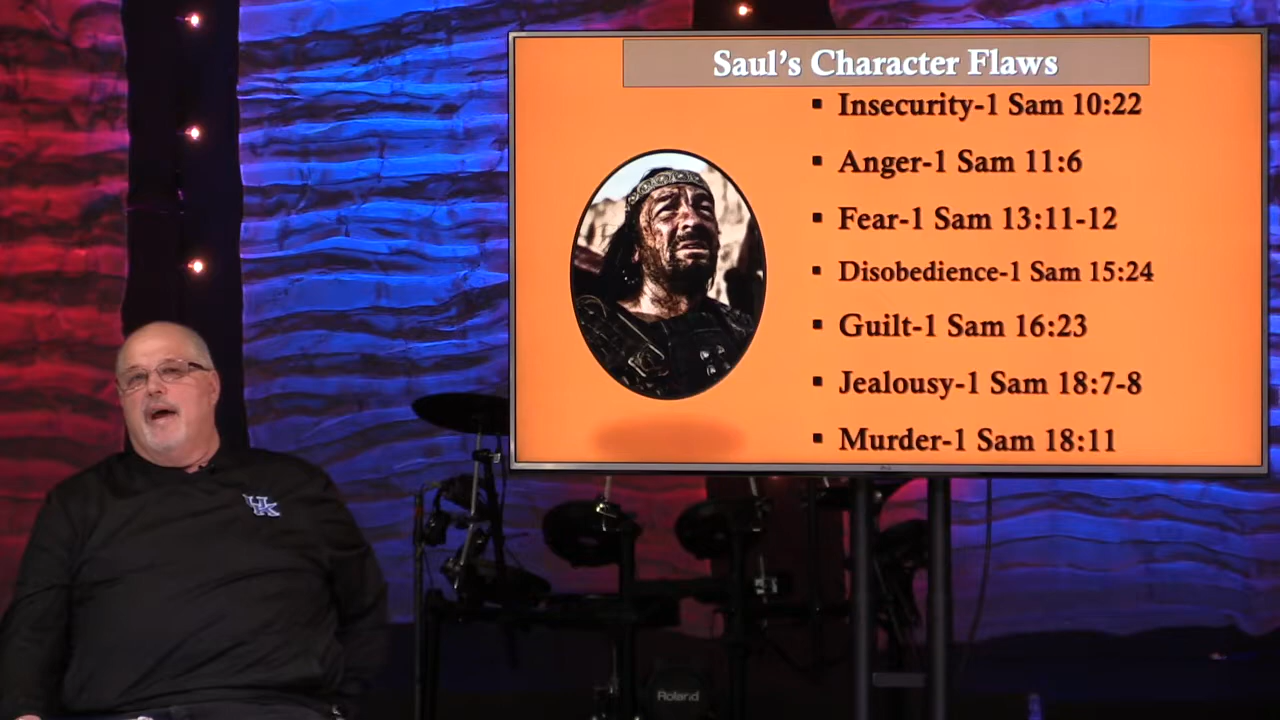 Saul's Character Flaws
▪ Insecurity-1 Sam 10:22
▪ Anger-1 Sam 11:6
▪ Fear-1 Sam 13:11-12
▪ Disobedience-1 Sam 15:24
▪ Guilt-1 Sam 16:23
▪ Jealousy-1 Sam 18:7-8
▪ Murder-1 Sam 18:11
UK
Roland